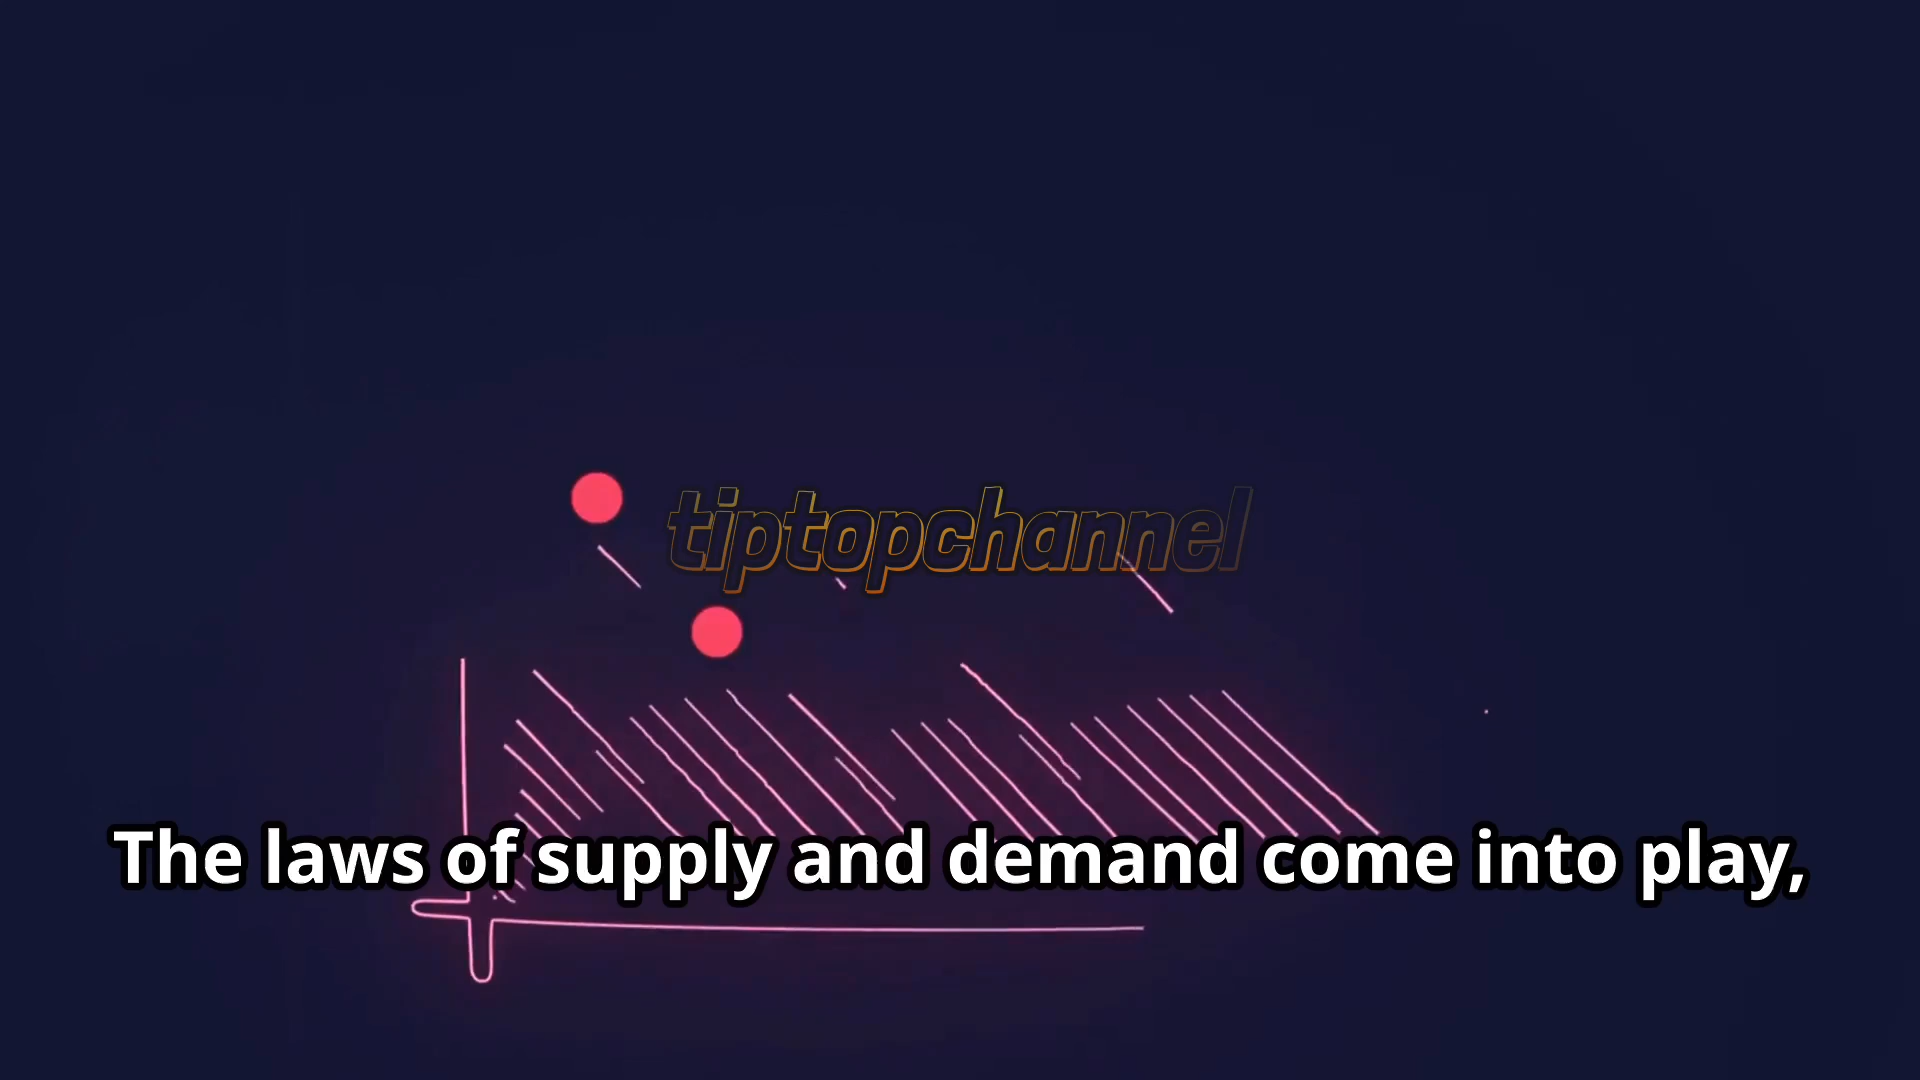 tiptopchannel
The laws of supply and demand come into play,